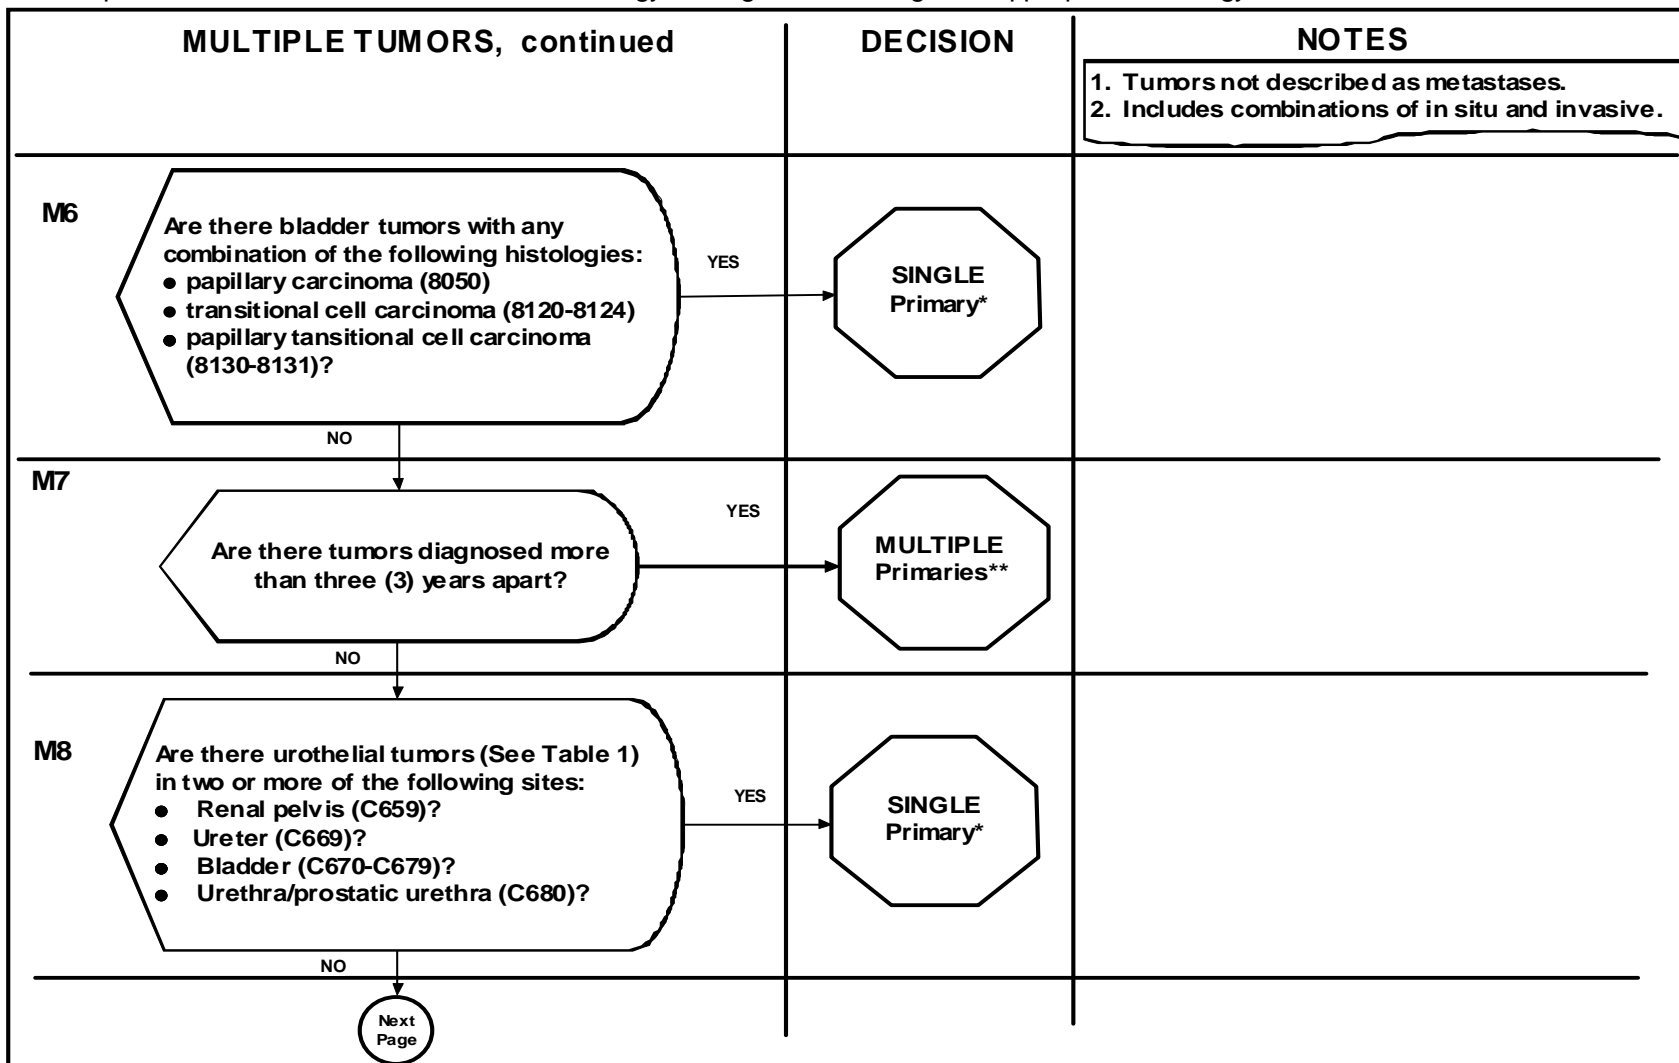 MULTIPLE TUMORS, continued
DECISION
NOTES
1. Tumors not described as metastases.
2. Includes combinations of in situ and invasive.
M6
Are there bladder tumors with any
combination of the following histologies:
● papillary carcinoma (8050)
● transitional cell carcinoma (8120-8124)
● papillary tansitional cell carcinoma
(8130-8131)?
YES
SINGLE
Primary*
NO
M7
Are there tumors diagnosed more
than three (3) years apart?
YES
MULTIPLE
Primaries**
NO
M8
Are there urothelial tumors (See Table 1)
in two or more of the following sites:
● Renal pelvis (C659)?
● Ureter (C669)?
● Bladder (C670-C679)?
● Urethra/prostatic urethra (C680)?
YES
SINGLE
Primary*
NO
Next
Page